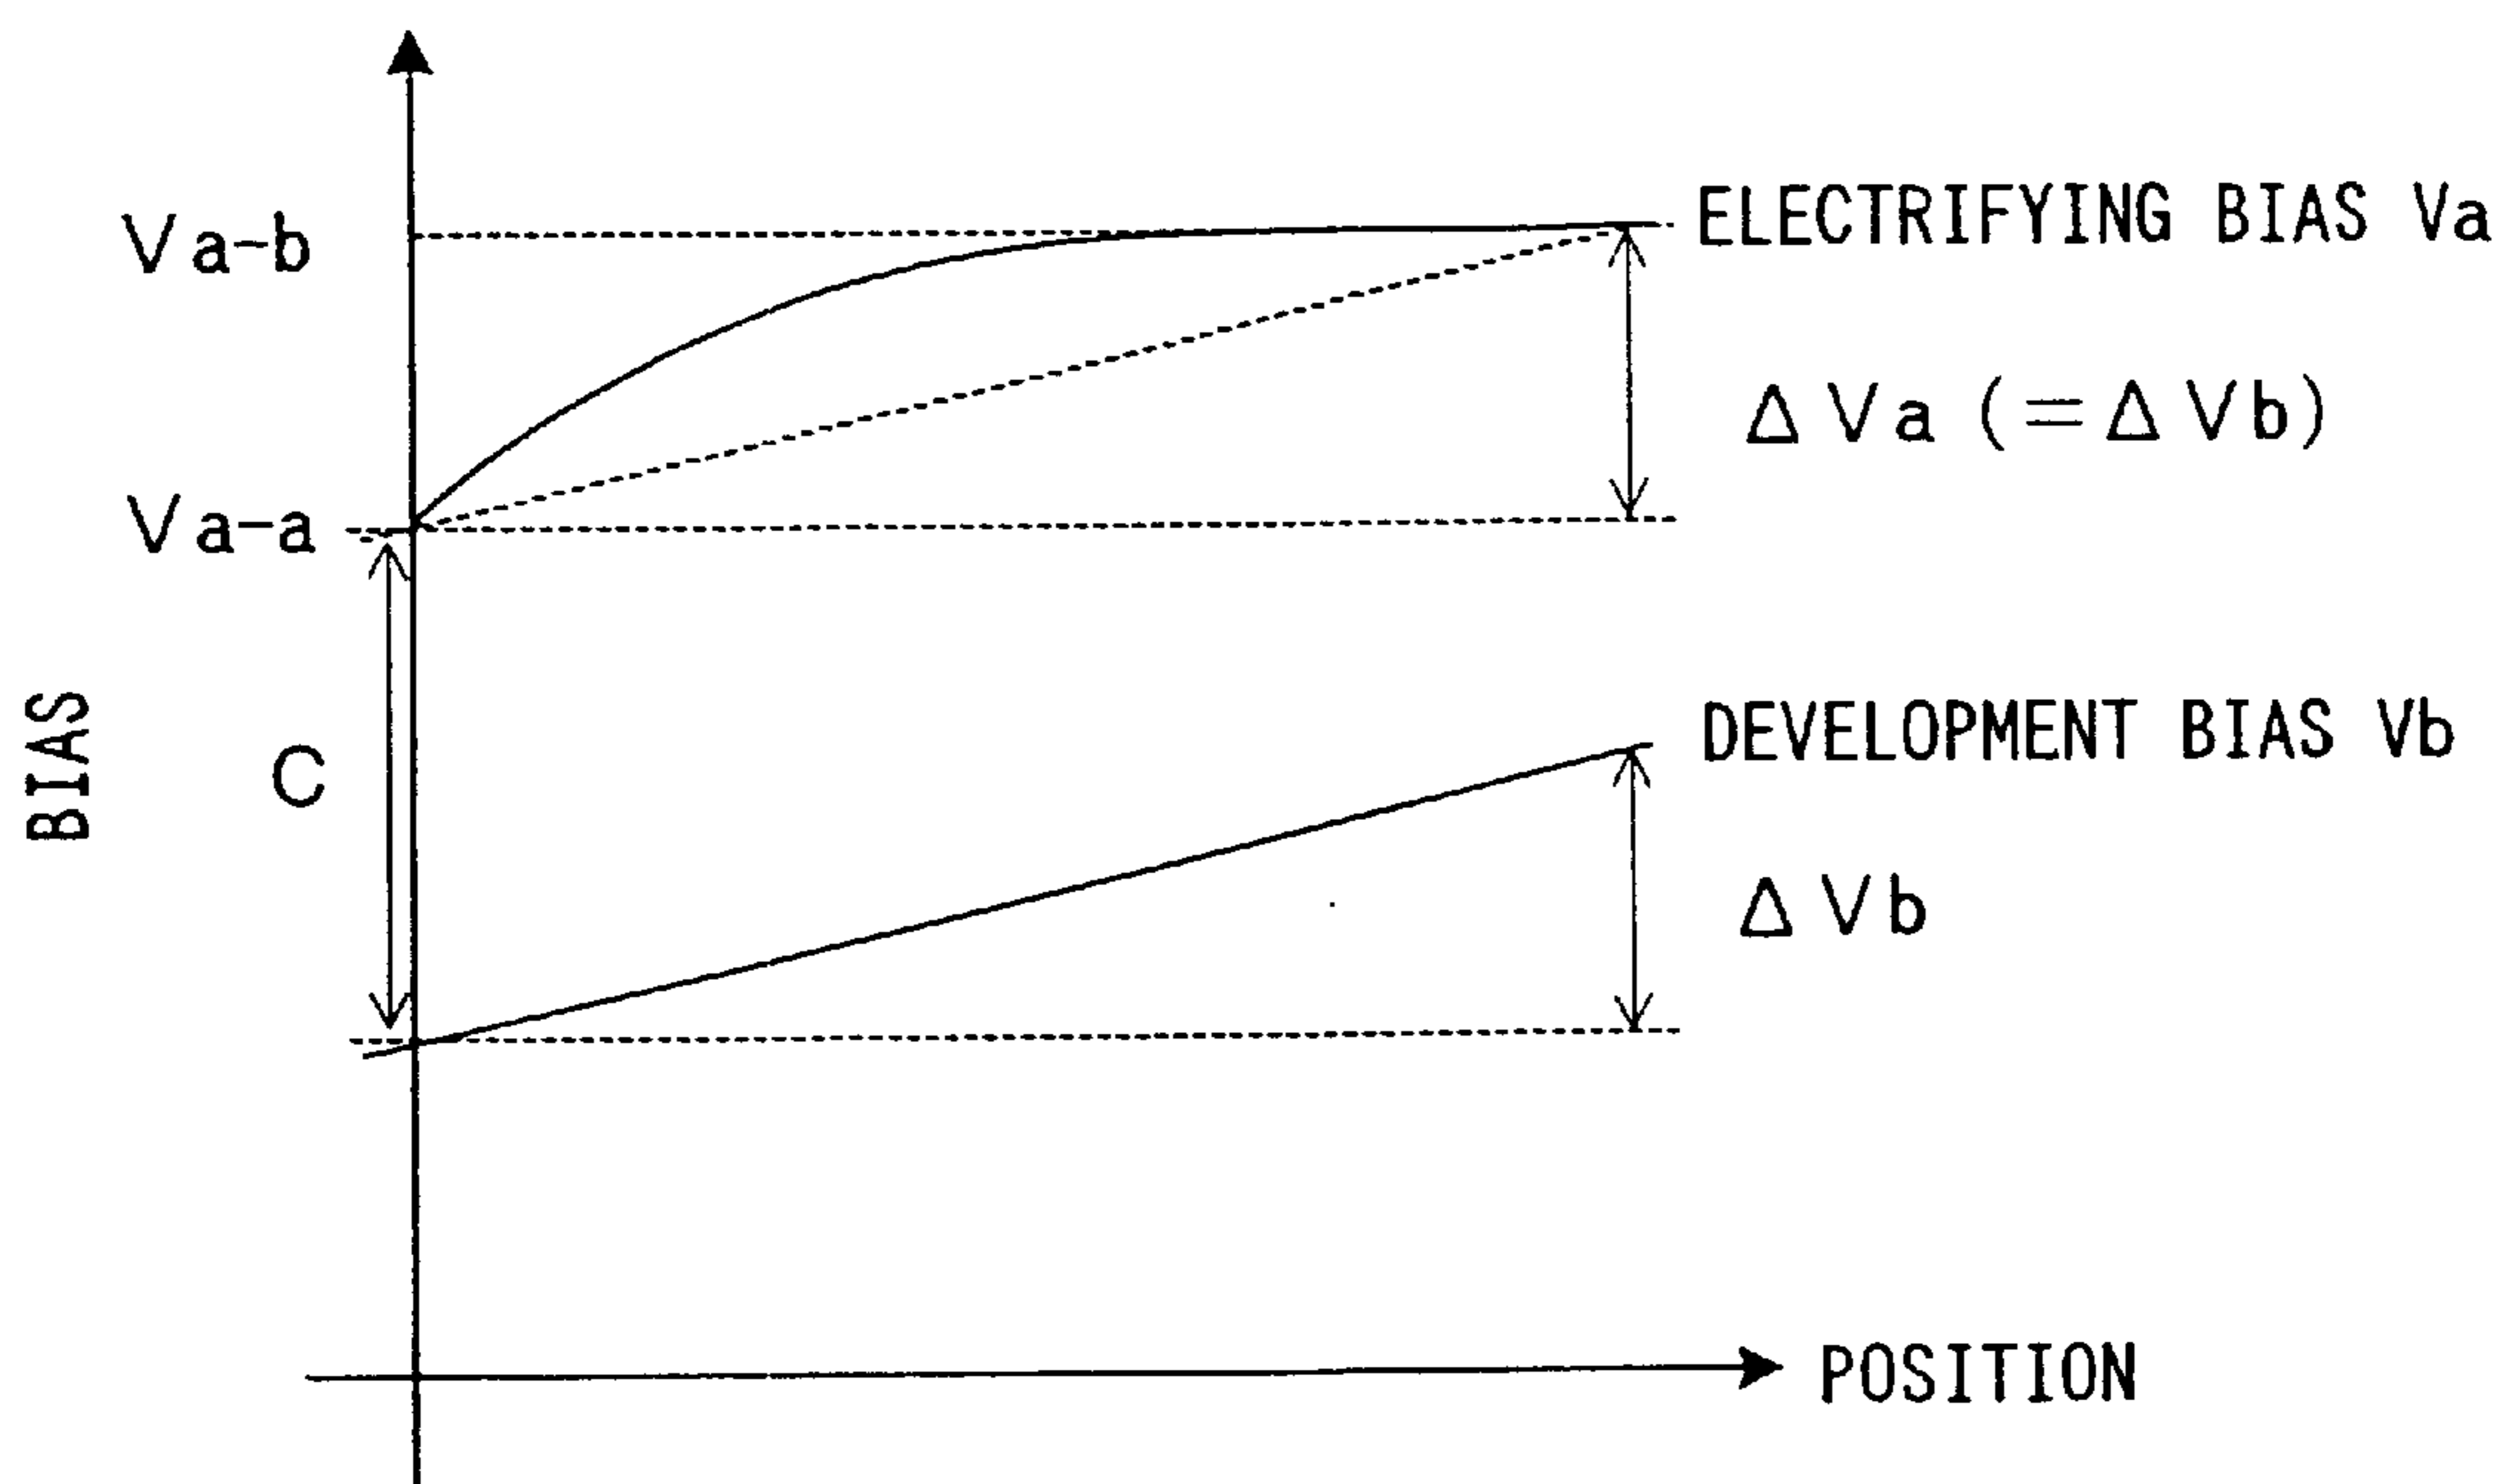 Va-b
ELECTRIFYING BIAS Va
ΔVa (=ΔVb)
Va-a
BIAS
C
DEVELOPMENT BIAS Vb
ΔVb
POSITION